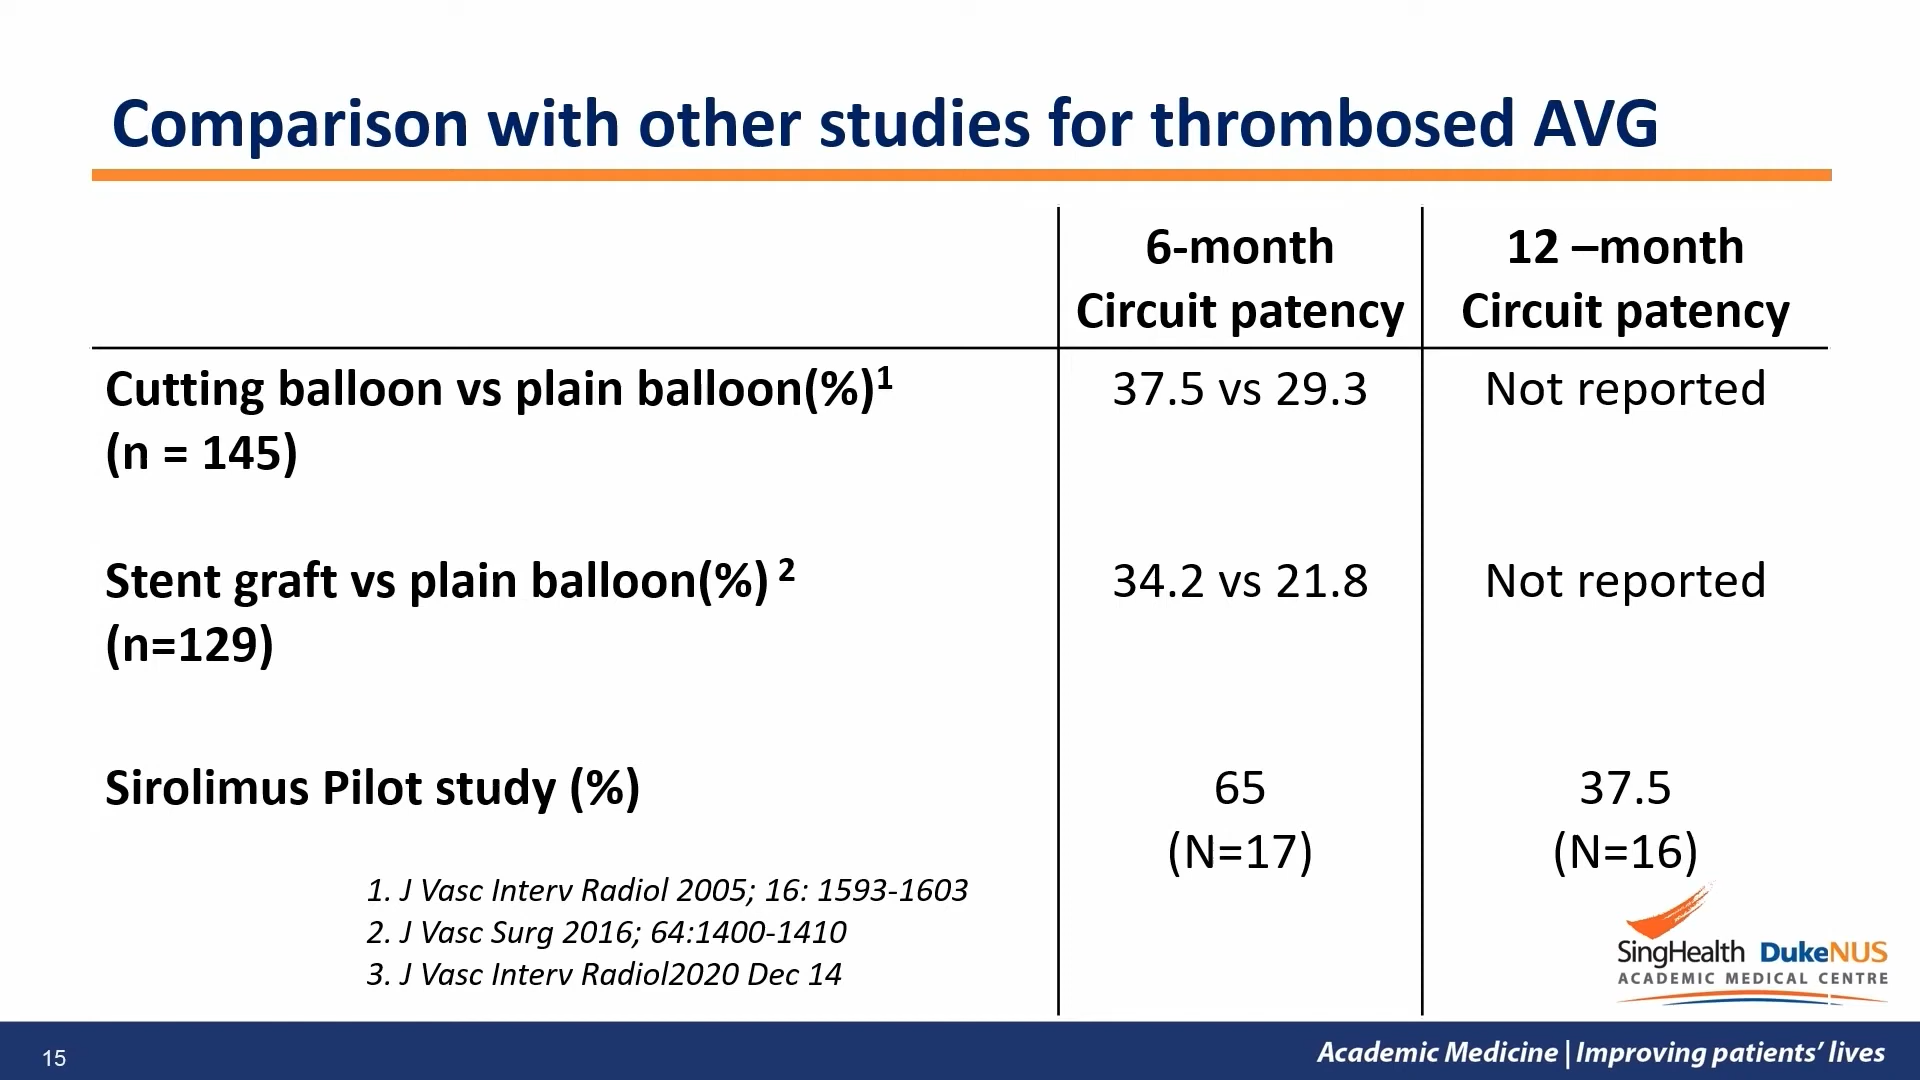 Comparison with other studies for thrombosed AVG
6-month
Circuit patency
12 –month
Circuit patency
Cutting balloon vs plain balloon(%)1
(n = 145)
37.5 vs 29.3
Not reported
Stent graft vs plain balloon(%) 2
(n=129)
34.2 vs 21.8
Not reported
Sirolimus Pilot study (%)
65
(N=17)
37.5
(N=16)
1. J Vasc Interv Radiol 2005; 16: 1593-1603
2. J Vasc Surg 2016; 64:1400-1410
3. J Vasc Interv Radiol2020 Dec 14
SingHealth DukeNUS
ACADEMIC MEDICAL CENTRE
15
Academic Medicine | Improving patients’ lives